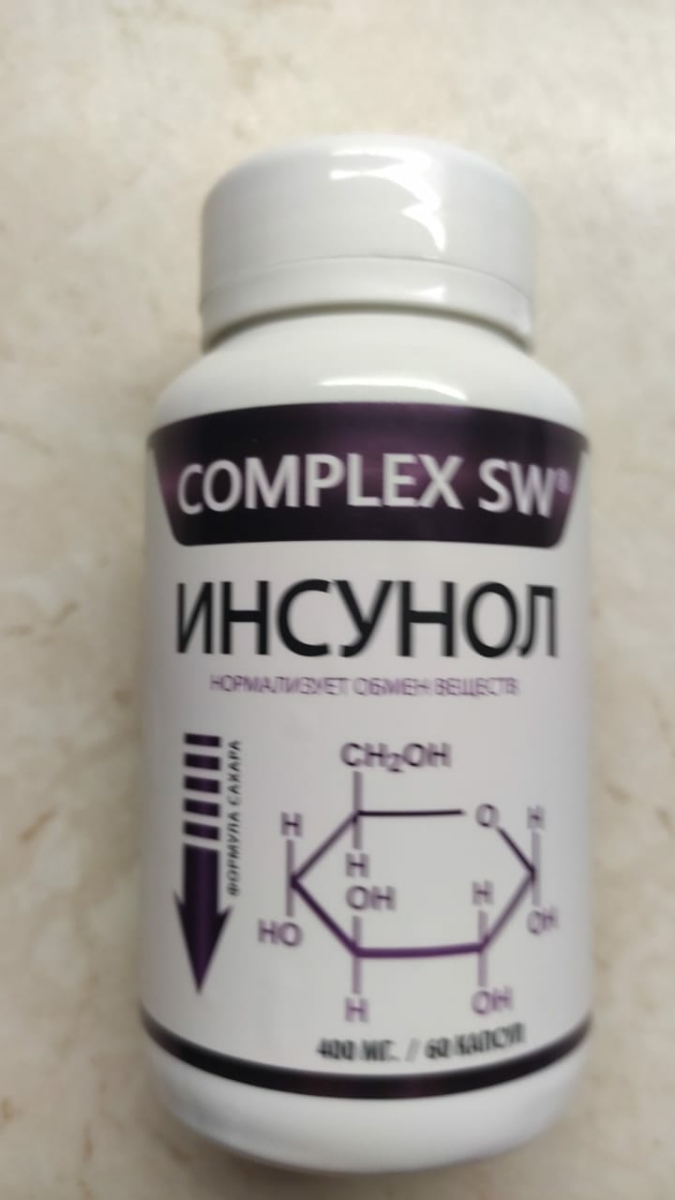 COMPLEX SW®
ИНСУНОЛ
НОРМАЛИЗУЕТ ОБМЕН ВЕЩЕСТВ
ФОРМУЛА САХАРА
CH₂OH
O
H
H
H
OH
H
HO
OH
H
OH
400 МГ. / 60 КАПСУЛ